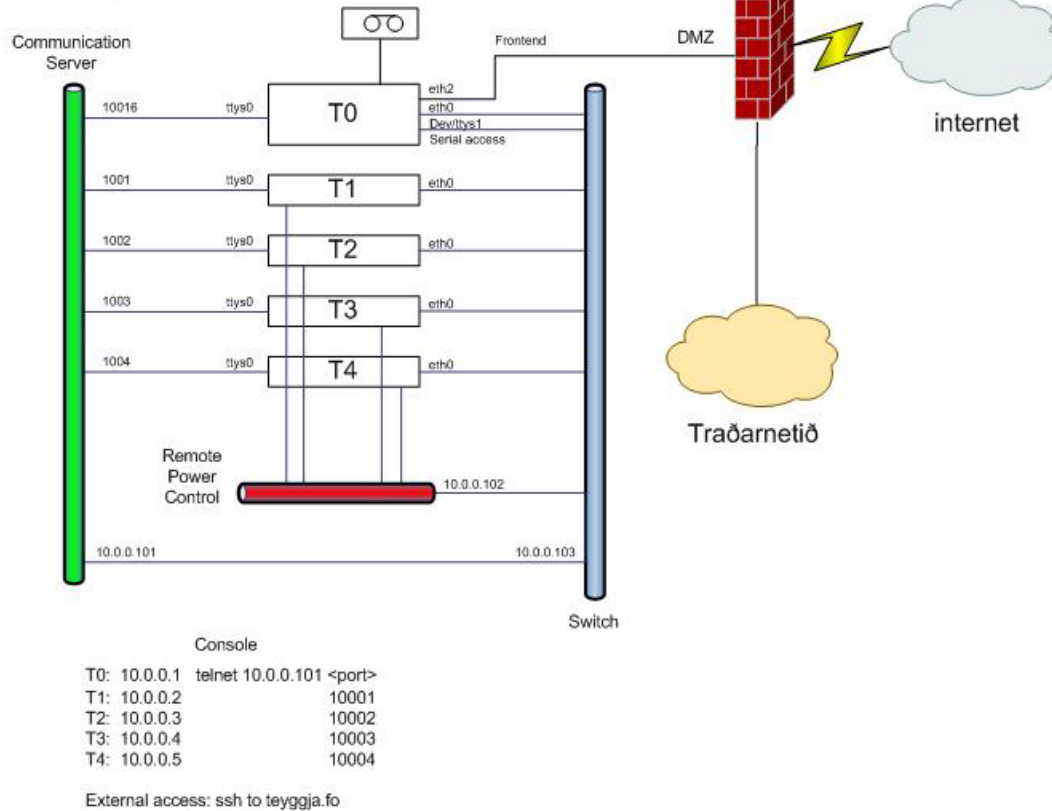 Communication
Server
Frontend
DMZ
internet
10016 ttys0 T0 eth2
eth0
Dev/ttys1
Serial access
1001 ttys0 T1 eth0
1002 ttys0 T2 eth0
1003 ttys0 T3 eth0
1004 ttys0 T4 eth0
Traðarnetið
Remote
Power
Control
10.0.0.102
10.0.0.101 10.0.0.103
Switch
Console
T0: 10.0.0.1 telnet 10.0.0.101 <port>
T1: 10.0.0.2 10001
T2: 10.0.0.3 10002
T3: 10.0.0.4 10003
T4: 10.0.0.5 10004
External access: ssh to teyggja.fo